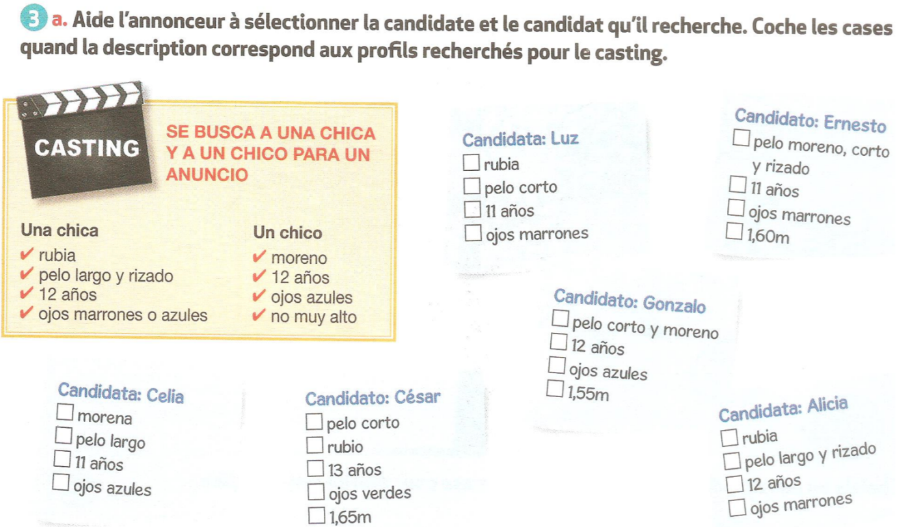 3 a. Aide l'annonceur à sélectionner la candidate et le candidat qu'il recherche. Coche les cases
quand la description correspond aux profils recherchés pour le casting.
CASTING
SE BUSCA A UNA CHICA
Y A UN CHICO PARA UN
ANUNCIO
Una chica
✔ rubia
✔ pelo largo y rizado
✔ 12 años
✔ ojos marrones o azules
Un chico
✔ moreno
✔ 12 años
✔ ojos azules
✔ no muy alto
Candidata: Luz
rubia
pelo corto
11 años
ojos marrones
Candidato: Ernesto
pelo moreno, corto
y rizado
11 años
ojos marrones
1,60m
Candidato: Gonzalo
pelo corto y moreno
12 años
ojos azules
1,55m
Candidata: Celia
morena
pelo largo
11 años
ojos azules
Candidato: César
pelo corto
rubio
13 años
ojos verdes
1,65m
Candidata: Alicia
rubia
pelo largo y rizado
12 años
ojos marrones